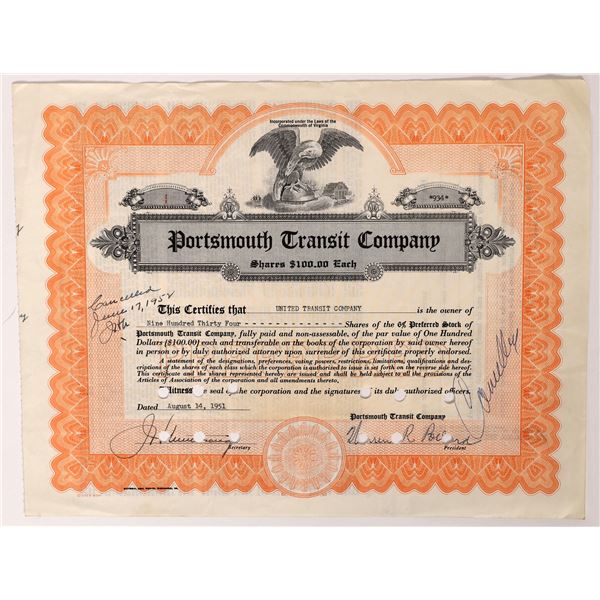 Incorporated under the Laws of the
Commonwealth of Virginia
1
*934*
Portsmouth Transit Company
Shares $100.00 Each
Cancelled
June 17, 1952
This Certifies that UNITED TRANSIT COMPANY is the owner of
Nine Hundred Thirty Four - - - - - - - - - - - - - - Shares of the 6% Preferred Stock of
Portsmouth Transit Company, fully paid and non-assessable, of the par value of One Hundred
Dollars ($100.00) each and transferable on the books of the corporation by said owner hereof
in person or by duly authorized attorney upon surrender of this certificate properly endorsed.
A statement of the designations, preferences, voting powers, restrictions, limitations, qualifications and des-
criptions of the shares of each class which the corporation is authorized to issue is set forth on the reverse side hereof.
This certificate and the shares represented hereby are issued and shall be held subject to all of the provisions of the
Articles of Association of the corporation and all amendments thereto,
Witness the seal of the corporation and the signatures of its duly authorized officers.
Dated August 14, 1951
Portsmouth Transit Company
Warren R. Pollard
Secretary
President